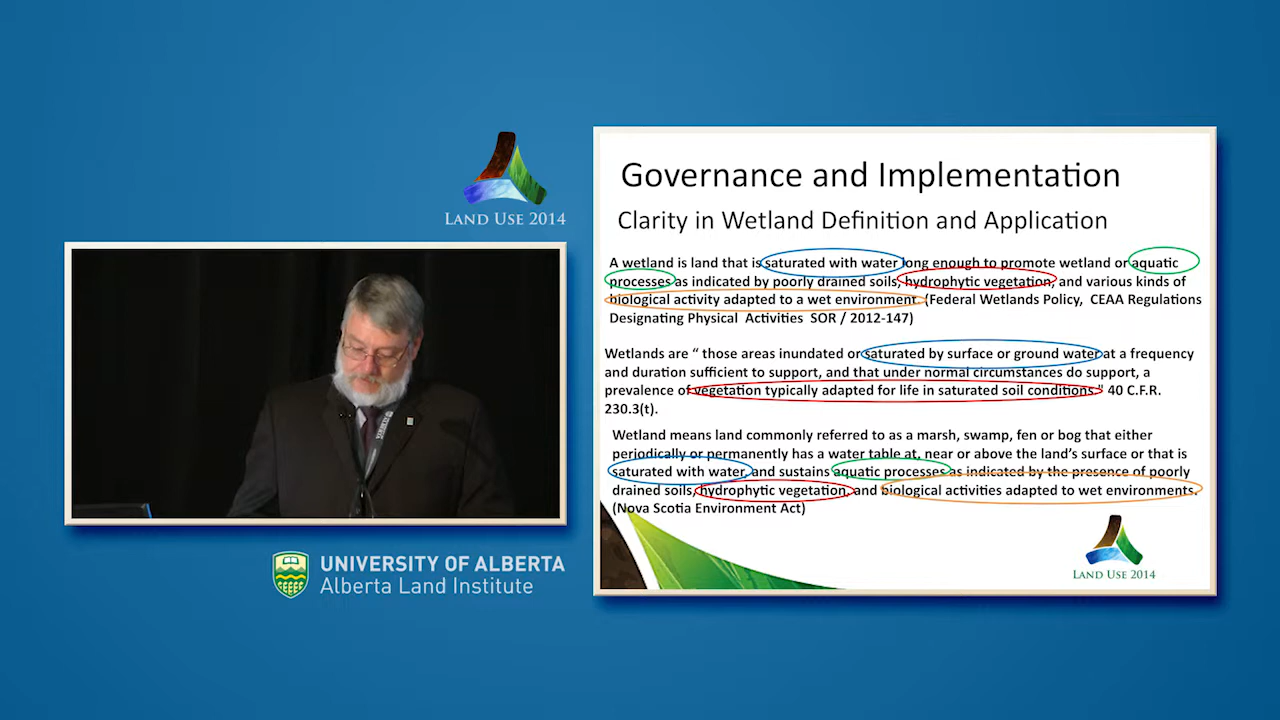 LAND USE 2014
UNIVERSITY OF ALBERTA
Alberta Land Institute
Governance and Implementation
Clarity in Wetland Definition and Application
A wetland is land that is saturated with water long enough to promote wetland or aquatic
processes as indicated by poorly drained soils, hydrophytic vegetation, and various kinds of
biological activity adapted to a wet environment. (Federal Wetlands Policy, CEAA Regulations
Designating Physical Activities SOR / 2012-147)
Wetlands are “ those areas inundated or saturated by surface or ground water at a frequency
and duration sufficient to support, and that under normal circumstances do support, a
prevalence of vegetation typically adapted for life in saturated soil conditions." 40 C.F.R.
230.3(t).
Wetland means land commonly referred to as a marsh, swamp, fen or bog that either
periodically or permanently has a water table at, near or above the land’s surface or that is
saturated with water, and sustains aquatic processes as indicated by the presence of poorly
drained soils, hydrophytic vegetation, and biological activities adapted to wet environments.
(Nova Scotia Environment Act)
LAND USE 2014